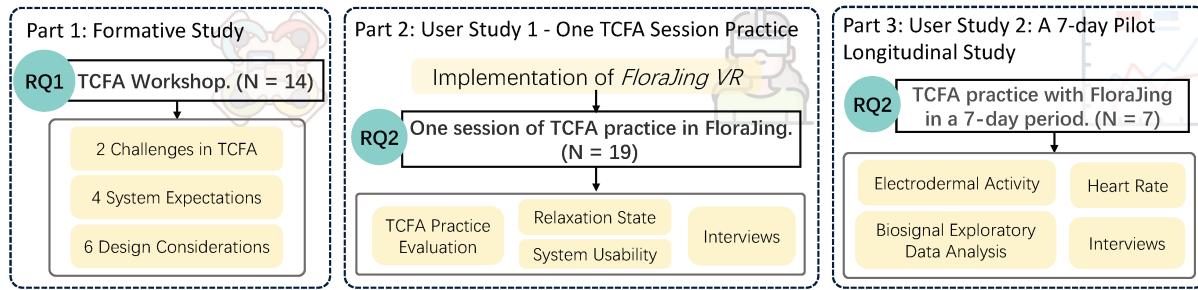 Part 1: Formative Study
RQ1
TCFA Workshop. (N = 14)
2 Challenges in TCFA
4 System Expectations
6 Design Considerations
Part 2: User Study 1 - One TCFA Session Practice
Implementation of FloraJing VR
RQ2
One session of TCFA practice in FloraJing.
(N = 19)
TCFA Practice
Evaluation
Relaxation State
System Usability
Interviews
Part 3: User Study 2: A 7-day Pilot
Longitudinal Study
RQ2
TCFA practice with FloraJing
in a 7-day period. (N = 7)
Electrodermal Activity
Heart Rate
Biosignal Exploratory
Data Analysis
Interviews